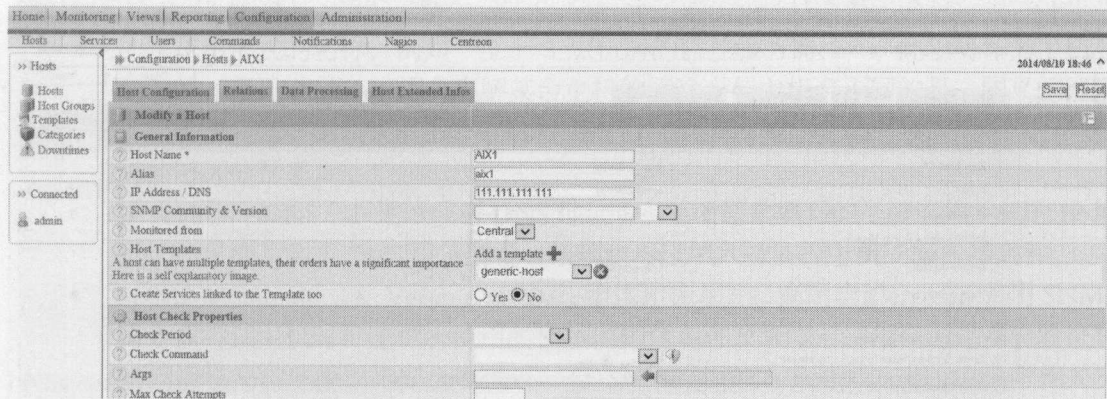 Home| Monitoring| Views| Reporting| Configuration| Administration|
Hosts | Services | Users | Commands | Notifications | Nagios | Centreon
Configuration Hosts AIX1
2014/08/10 18:46
>> Hosts
Hosts
Host Groups
Templates
Categories
Downtimes
>> Connected
admin
Host Configuration Relations Data Processing Host Extended Infos
Save Reset
Modify a Host
General Information
Host Name * AIX1
Alias aix1
IP Address / DNS 111.111.111.111
SNMP Community & Version
Monitored from Central
Host Templates Add a template
A host can have multiple templates, their orders have a significant importance
Here is a self explanatory image.
generic-host
Create Services linked to the Template too Yes No
Host Check Properties
Check Period
Check Command
Args
Max Check Attempts